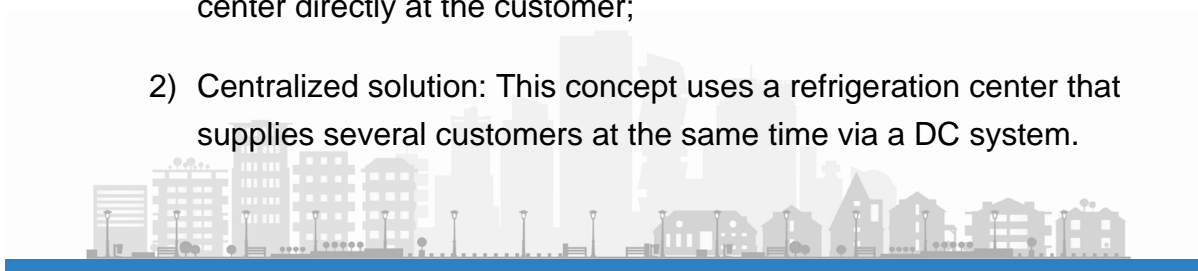 center directly at the customer;
2) Centralized solution: This concept uses a refrigeration center that
supplies several customers at the same time via a DC system.